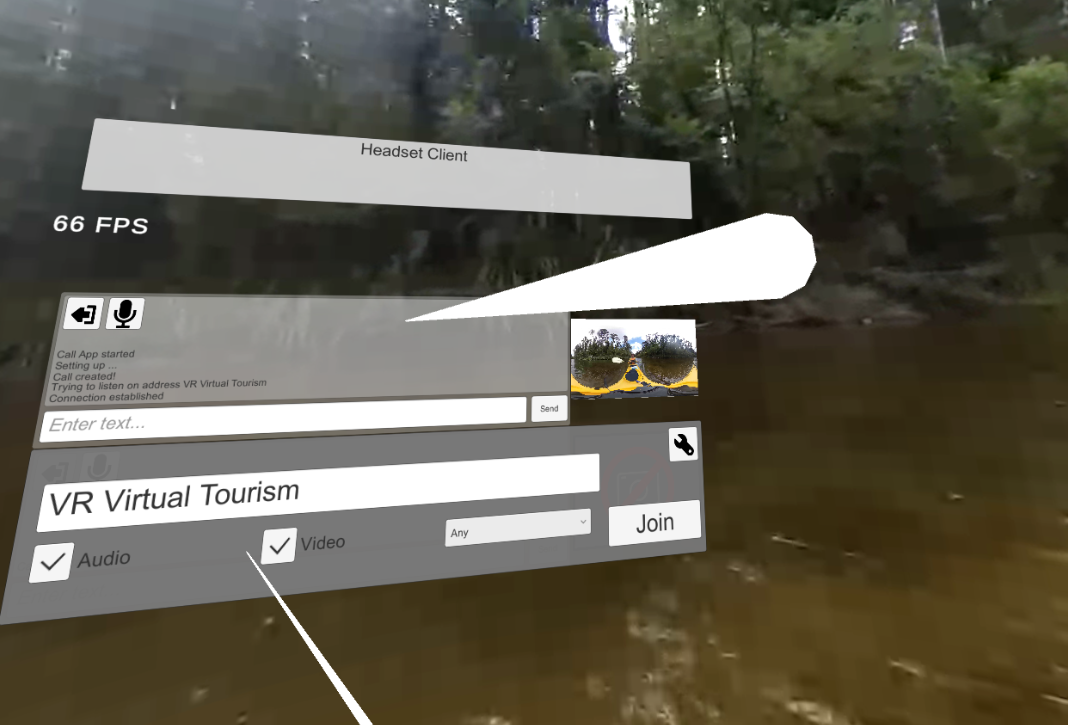 Headset Client
66 FPS
Call App started
Setting up ...
Call created!
Trying to listen on address VR Virtual Tourism
Connection established
Enter text...
Send
VR Virtual Tourism
Audio
Video
Any
Join